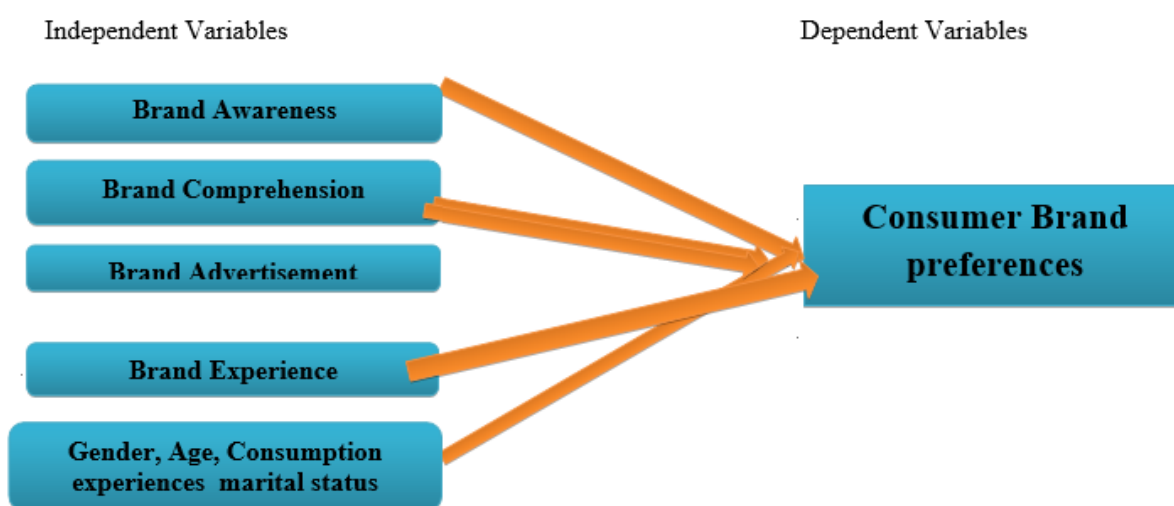 Independent Variables
Dependent Variables
Brand Awareness
Brand Comprehension
Brand Advertisement
Brand Experience
Gender, Age, Consumption
experiences marital status
Consumer Brand
preferences